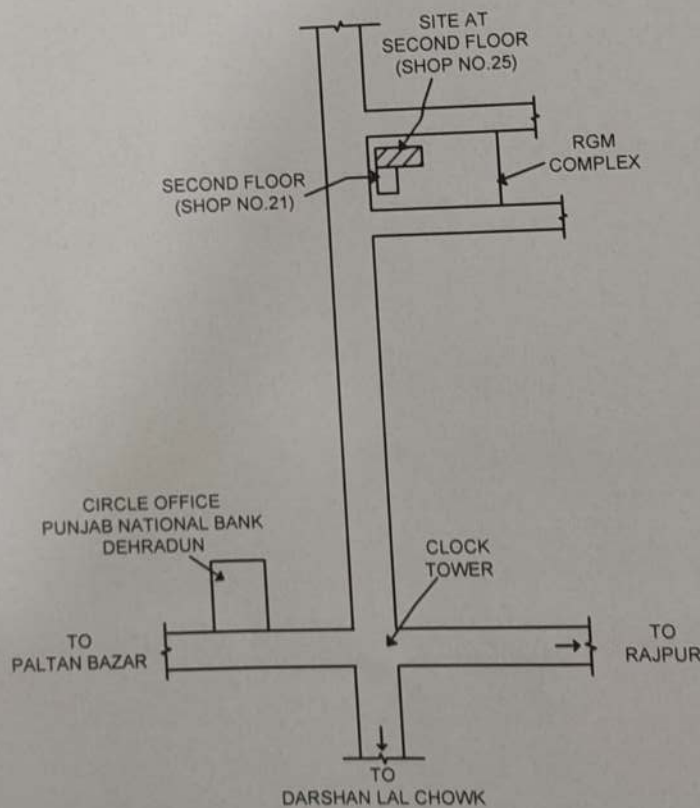 SITE AT
SECOND FLOOR
(SHOP NO.25)
RGM
COMPLEX
SECOND FLOOR
(SHOP NO.21)
CIRCLE OFFICE
PUNJAB NATIONAL BANK
DEHRADUN
CLOCK
TOWER
TO
PALTAN BAZAR
TO
RAJPUR
TO
DARSHAN LAL CHOWK